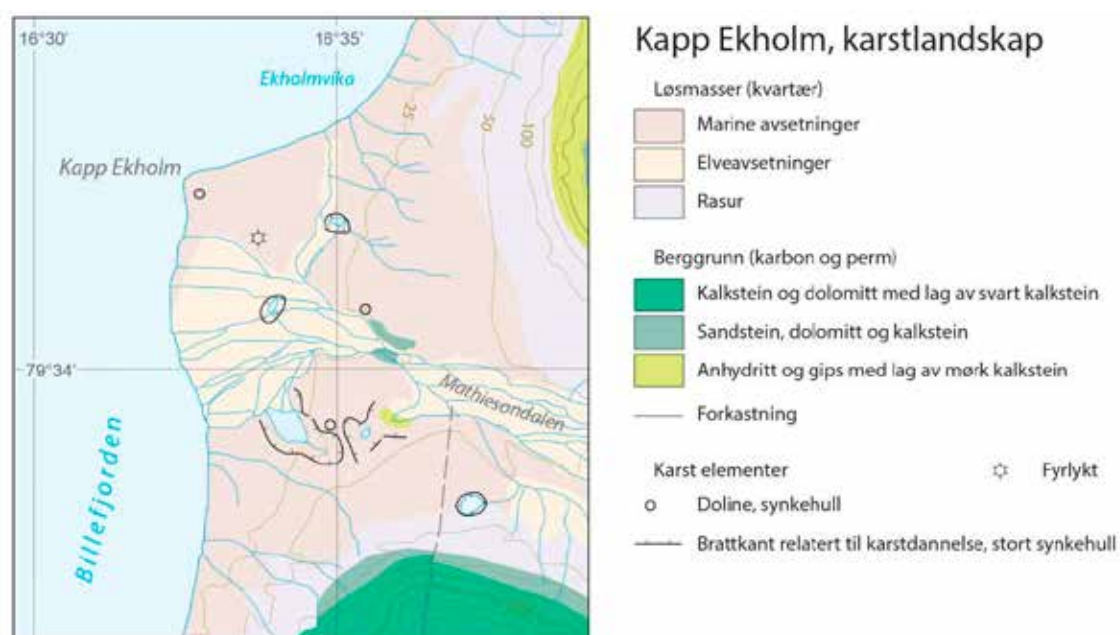 16°30'
16°35'
Ekholmvika
Kapp Ekholm
25
50
100
79°34'
Mathiesondalen
Billefjorden
Kapp Ekholm, karstlandskap
Løsmasser (kvartær)
Marine avsetninger
Elveavsetninger
Rasur
Berggrunn (karbon og perm)
Kalkstein og dolomitt med lag av svart kalkstein
Sandstein, dolomitt og kalkstein
Anhydritt og gips med lag av mørk kalkstein
Forkastning
Karst elementer
Fyrlykt
Doline, synkehull
Brattkant relatert til karstdannelse, stort synkehull